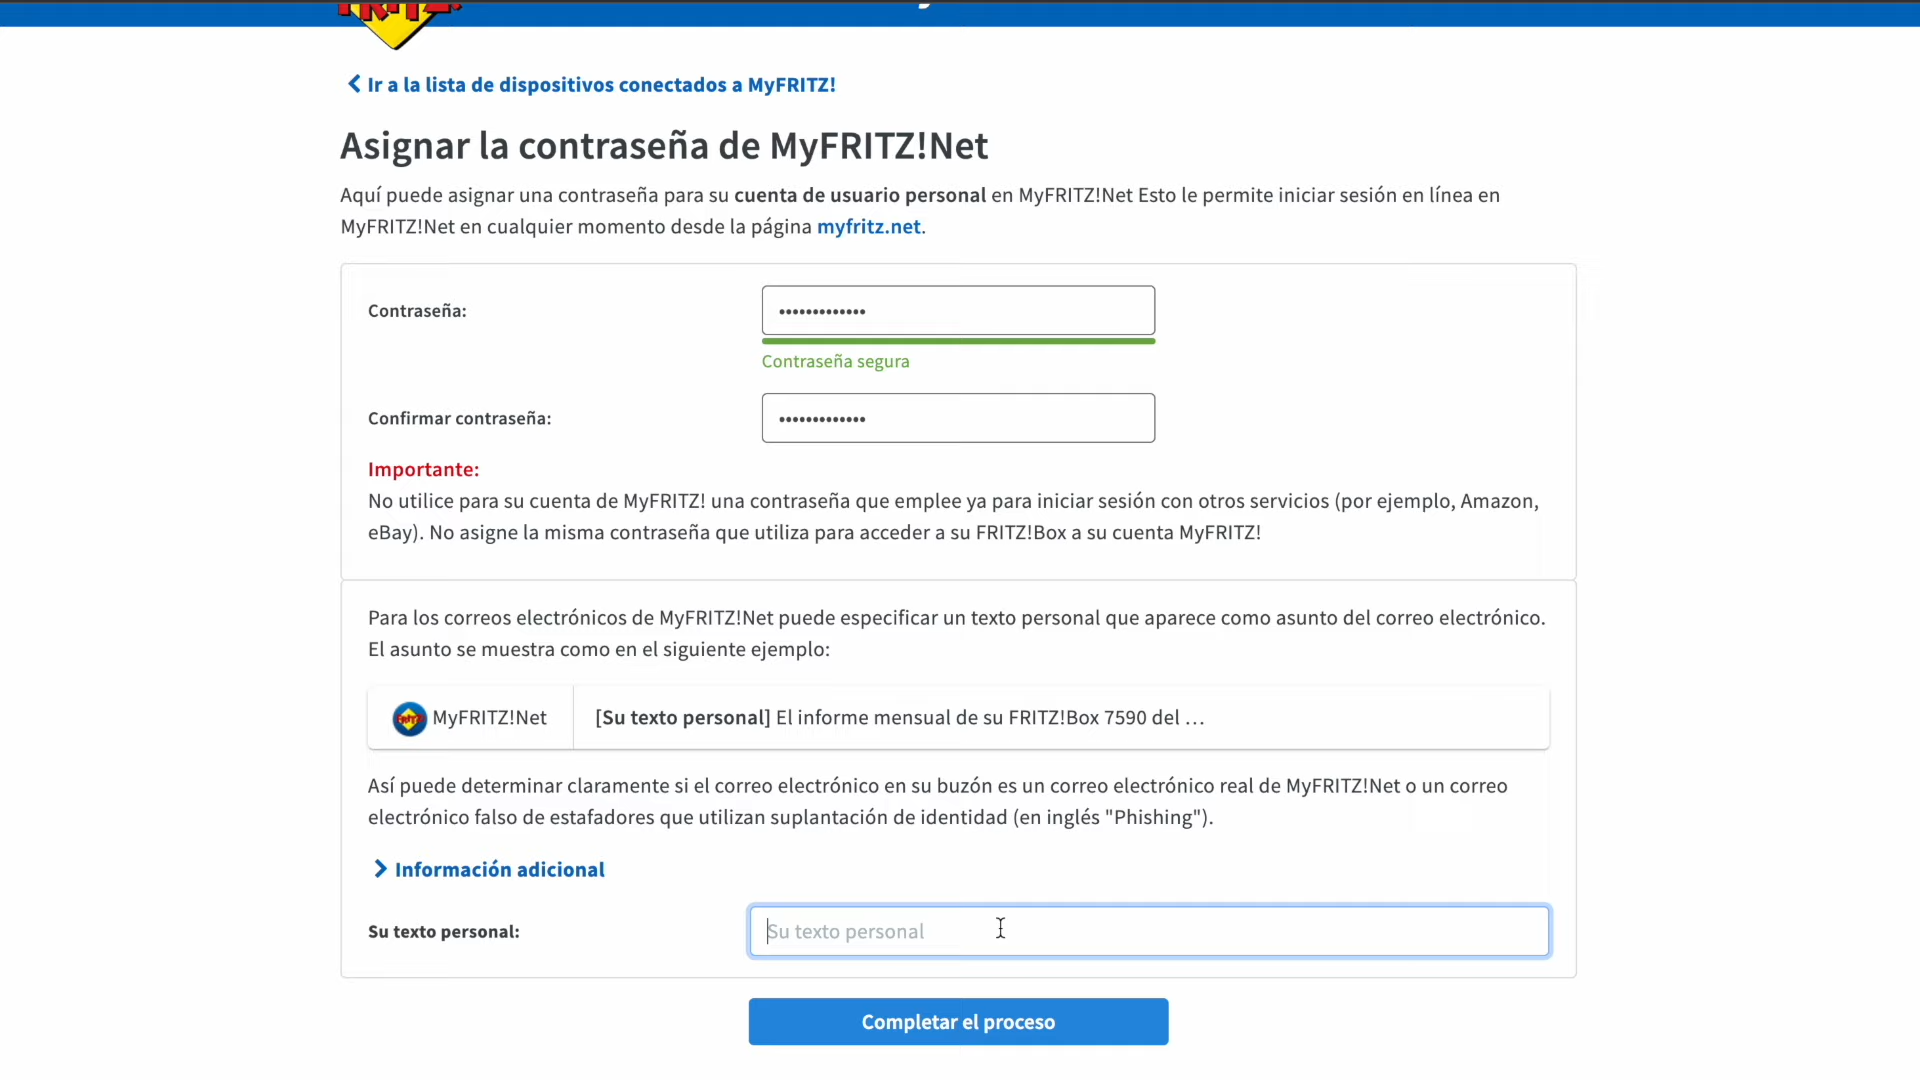 Ir a la lista de dispositivos conectados a MyFRITZ!
Asignar la contraseña de MyFRITZ!Net
Aquí puede asignar una contraseña para su cuenta de usuario personal en MyFRITZ!Net Esto le permite iniciar sesión en línea en
MyFRITZ!Net en cualquier momento desde la página myfritz.net.
Contraseña:
•••••••••••••
Contraseña segura
Confirmar contraseña:
•••••••••••••
Importante:
No utilice para su cuenta de MyFRITZ! una contraseña que emplee ya para iniciar sesión con otros servicios (por ejemplo, Amazon,
eBay). No asigne la misma contraseña que utiliza para acceder a su FRITZ!Box a su cuenta MyFRITZ!
Para los correos electrónicos de MyFRITZ!Net puede especificar un texto personal que aparece como asunto del correo electrónico.
El asunto se muestra como en el siguiente ejemplo:
MyFRITZ!Net [Su texto personal] El informe mensual de su FRITZ!Box 7590 del …
Así puede determinar claramente si el correo electrónico en su buzón es un correo electrónico real de MyFRITZ!Net o un correo
electrónico falso de estafadores que utilizan suplantación de identidad (en inglés "Phishing").
Información adicional
Su texto personal: Su texto personal
Completar el proceso